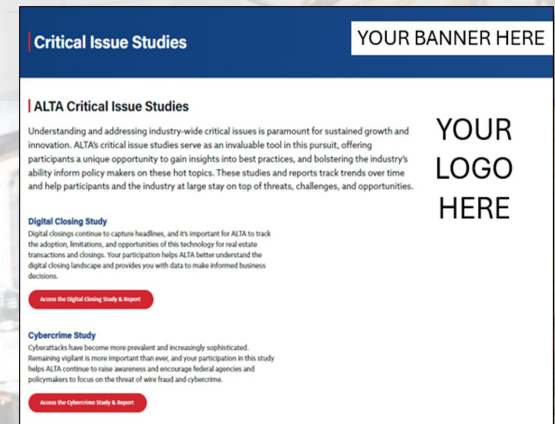 Critical Issue Studies
YOUR BANNER HERE
ALTA Critical Issue Studies
Understanding and addressing industry-wide critical issues is paramount for sustained growth and
innovation. ALTA's critical issue studies serve as an invaluable tool in this pursuit, offering
participants a unique opportunity to gain insights into best practices, and bolstering the industry's
ability inform policy makers on these hot topics. These studies and reports track trends over time
and help participants and the industry at large stay on top of threats, challenges, and opportunities.
YOUR
LOGO
HERE
Digital Closing Study
Digital closings continue to capture headlines, and it's important for ALTA to track
the adoption, limitations, and opportunities of this technology for real estate
transactions and closings. Your participation helps ALTA better understand the
digital closing landscape and provides you with data to make informed business
decisions.
Access the Digital Closing Study & Report
Cybercrime Study
Cyberattacks have become more prevalent and increasingly sophisticated.
Remaining vigilant is more important than ever, and your participation in this study
helps ALTA continue to raise awareness and encourage federal agencies and
policymakers to focus on the threat of wire fraud and cybercrime.
Access the Cybercrime Study & Report